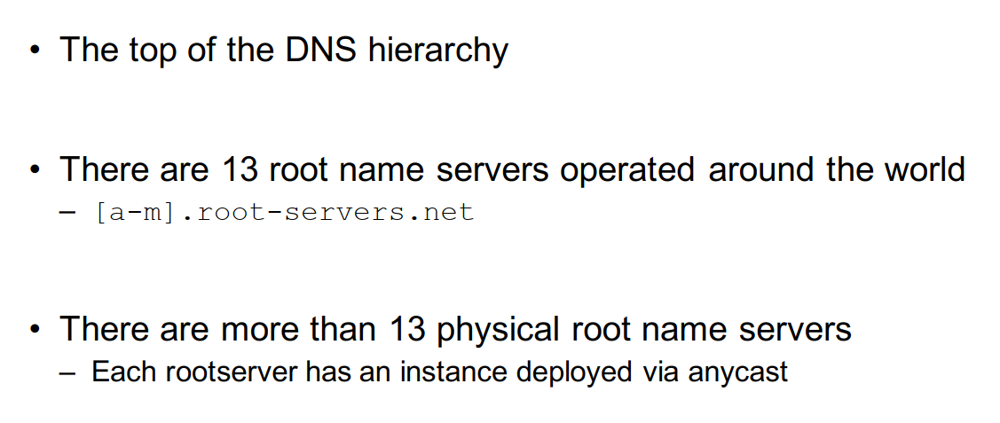 • The top of the DNS hierarchy
• There are 13 root name servers operated around the world
– [a-m].root-servers.net
• There are more than 13 physical root name servers
– Each rootserver has an instance deployed via anycast